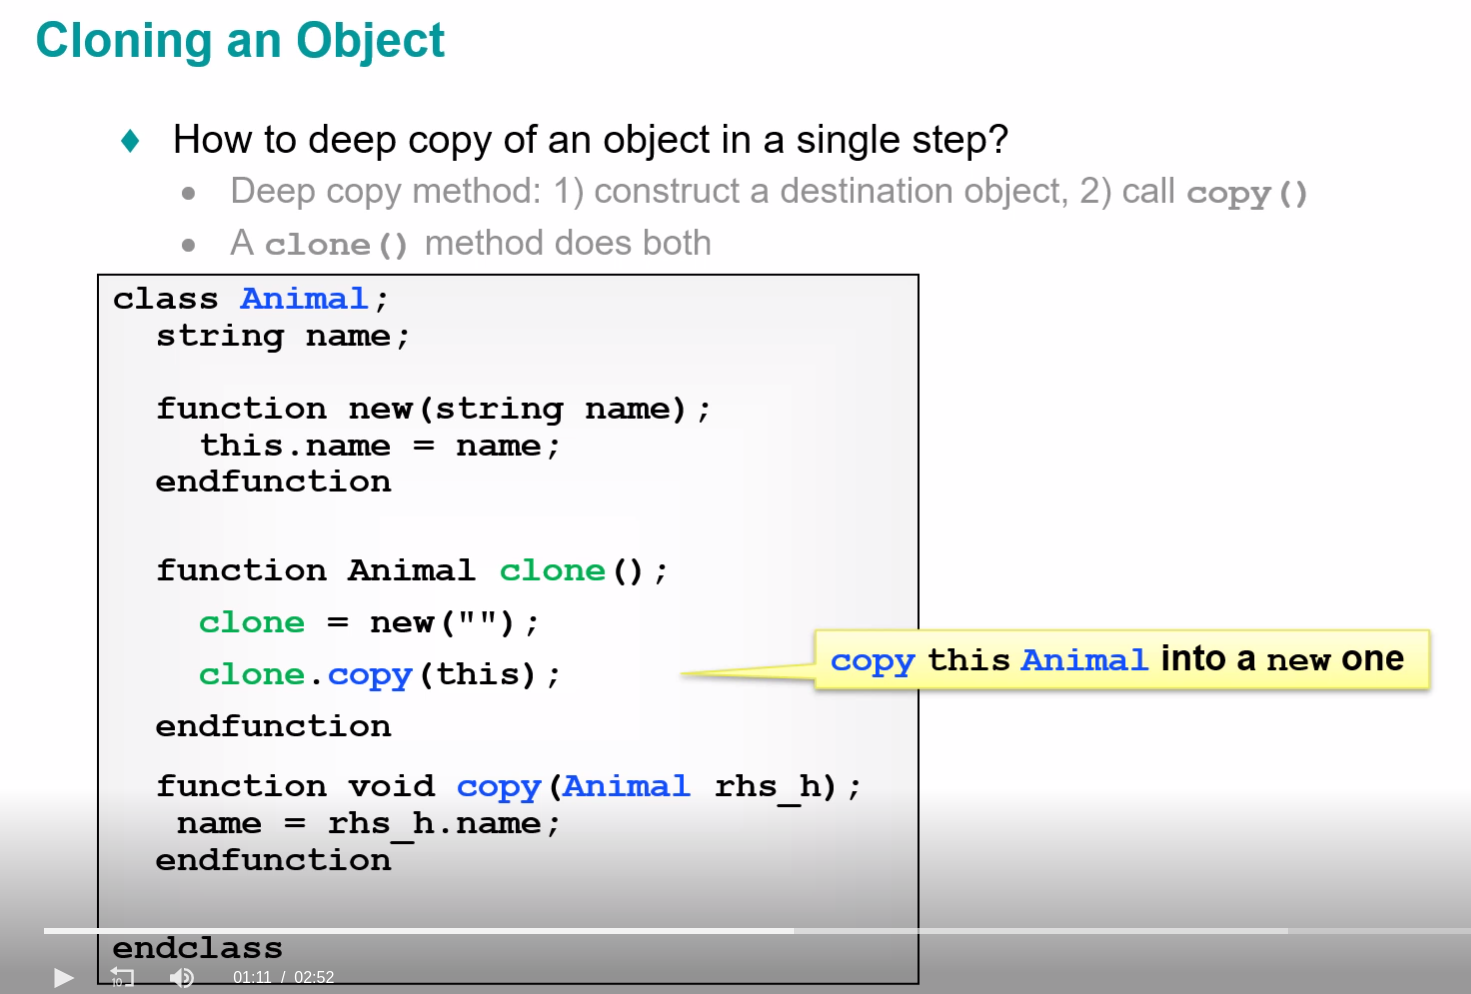 Cloning an Object
How to deep copy of an object in a single step?
Deep copy method: 1) construct a destination object, 2) call copy()
A clone() method does both
class Animal;
string name;
function new(string name);
this.name = name;
endfunction
function Animal clone();
clone = new("");
clone.copy(this);
copy this Animal into a new one
endfunction
function void copy(Animal rhs_h);
name = rhs_h.name;
endfunction
endclass
10
01:11 / 02:52